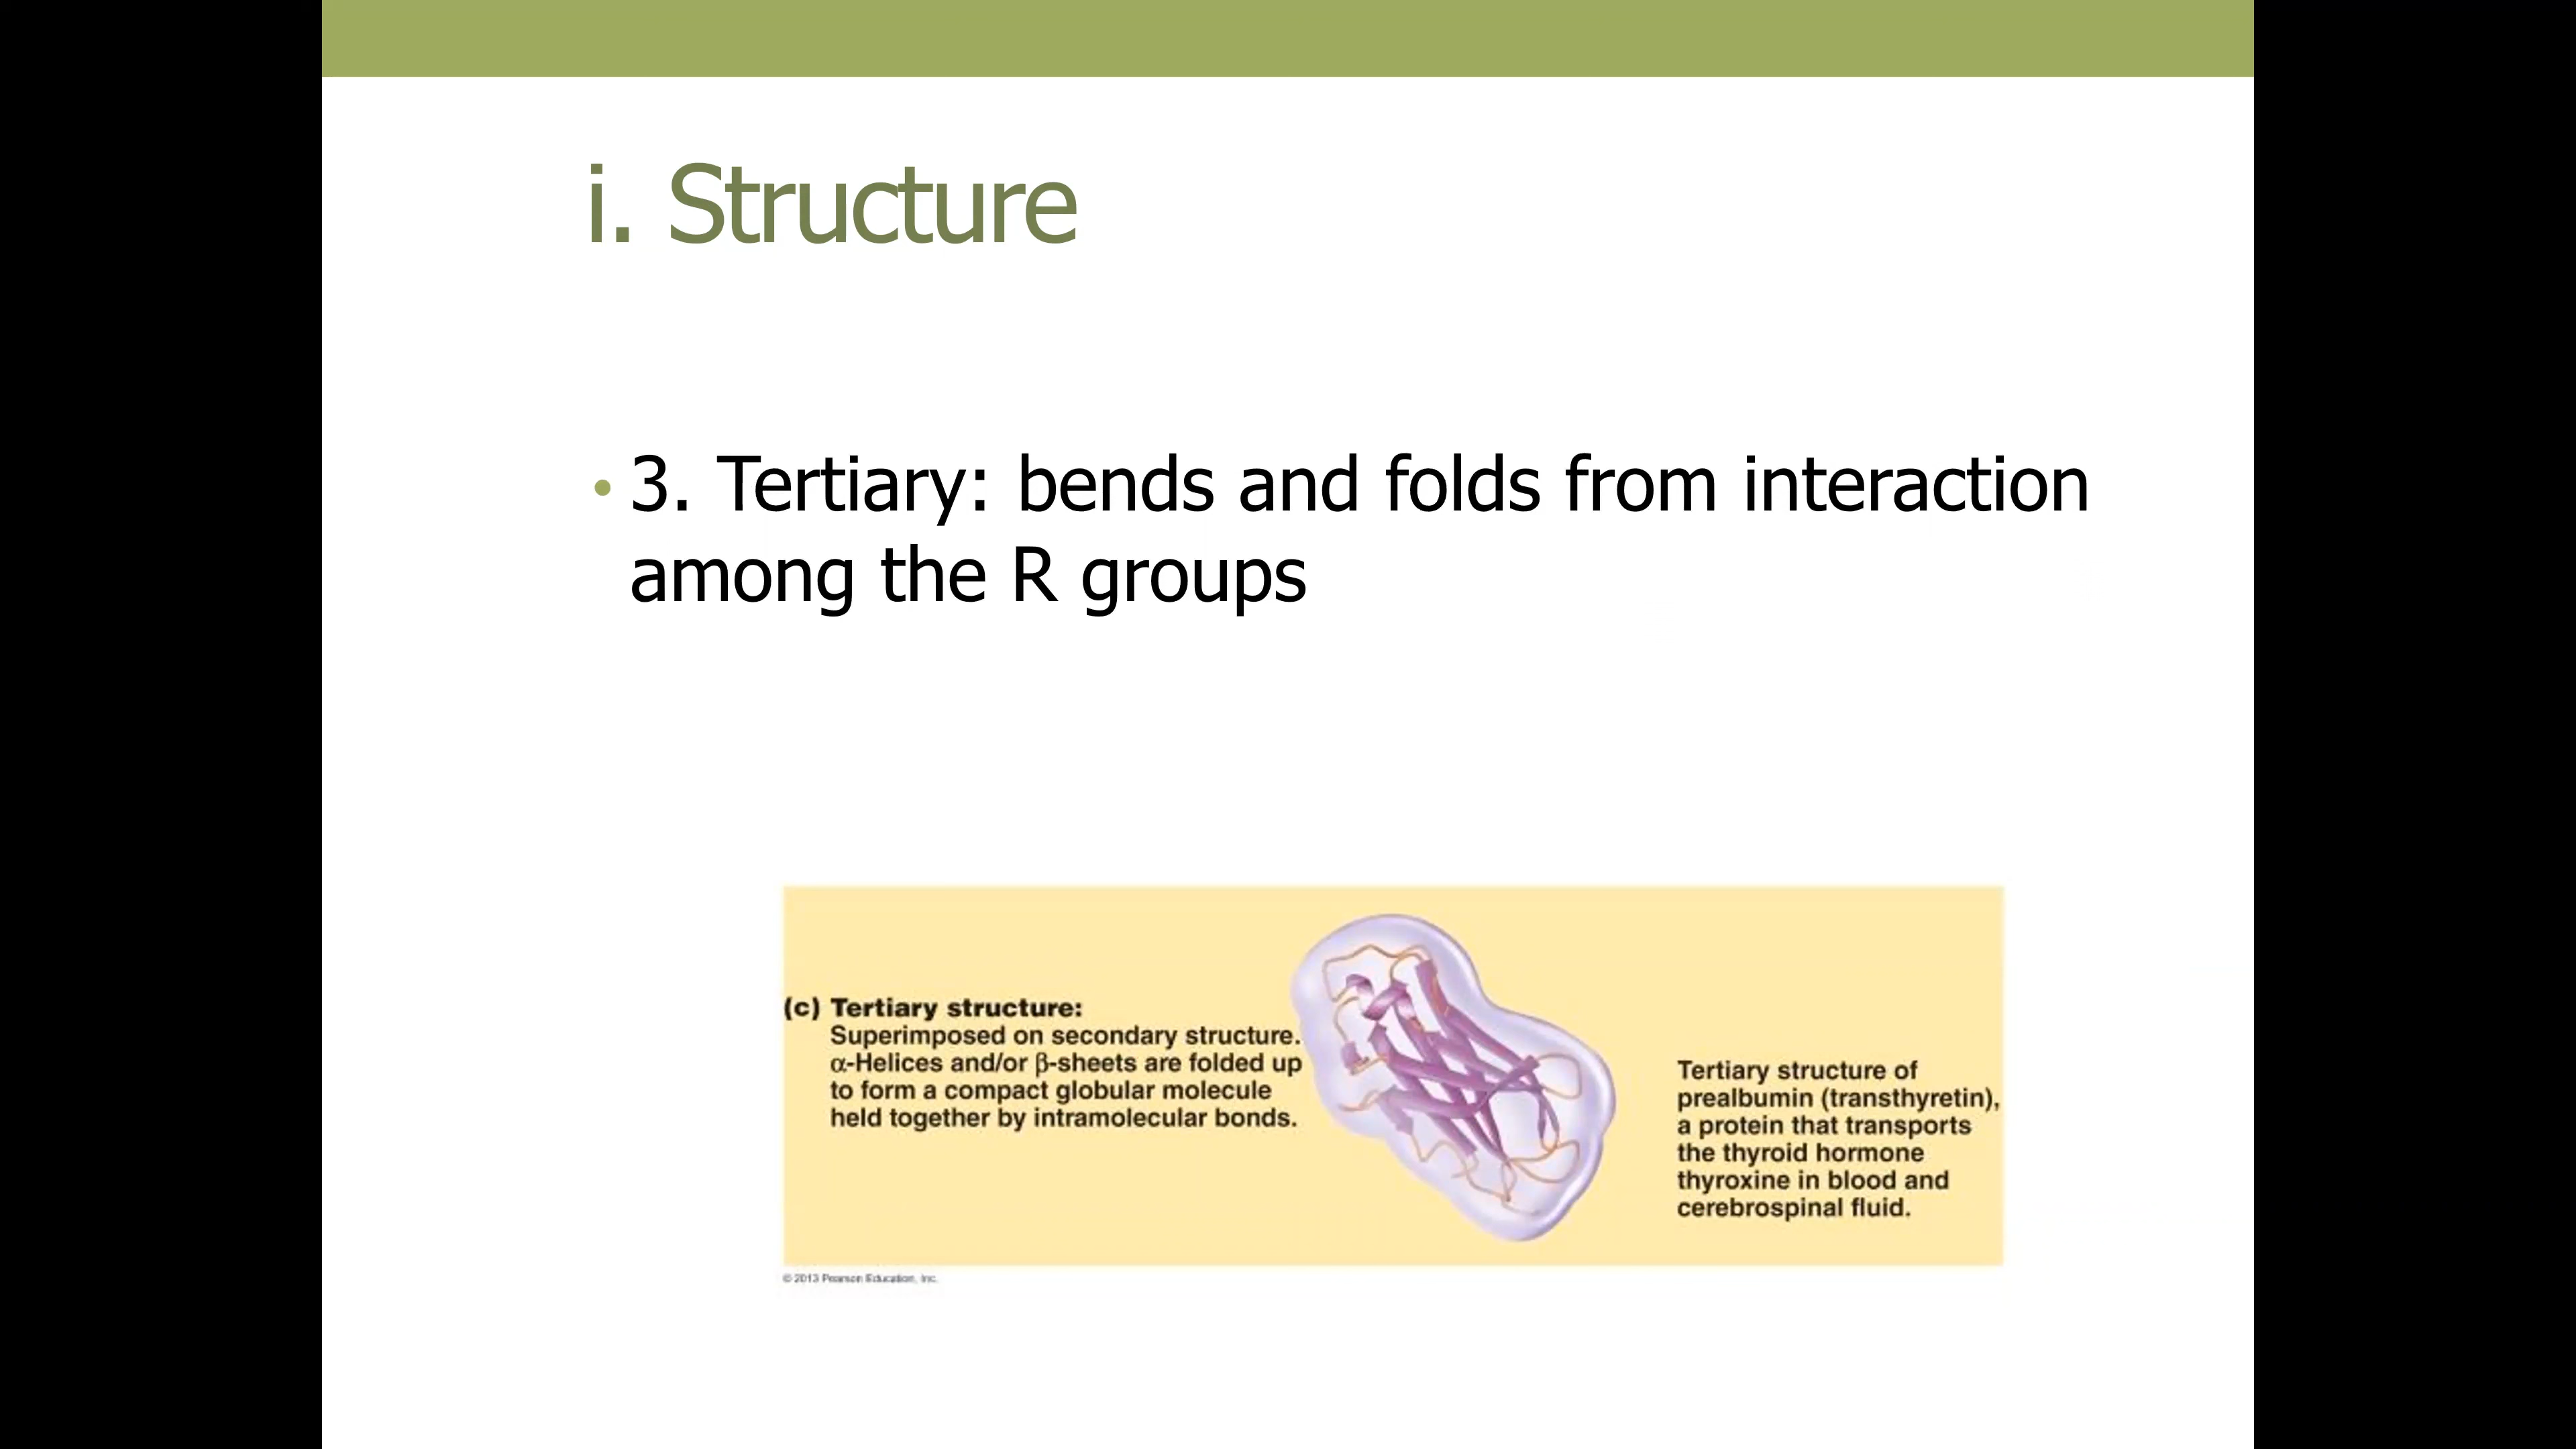 i. Structure
• 3. Tertiary: bends and folds from interaction
among the R groups
(c) Tertiary structure:
Superimposed on secondary structure.
α-Helices and/or β-sheets are folded up
to form a compact globular molecule
held together by intramolecular bonds.
Tertiary structure of
prealbumin (transthyretin),
a protein that transports
the thyroid hormone
thyroxine in blood and
cerebrospinal fluid.
© 2013 Pearson Education, Inc.